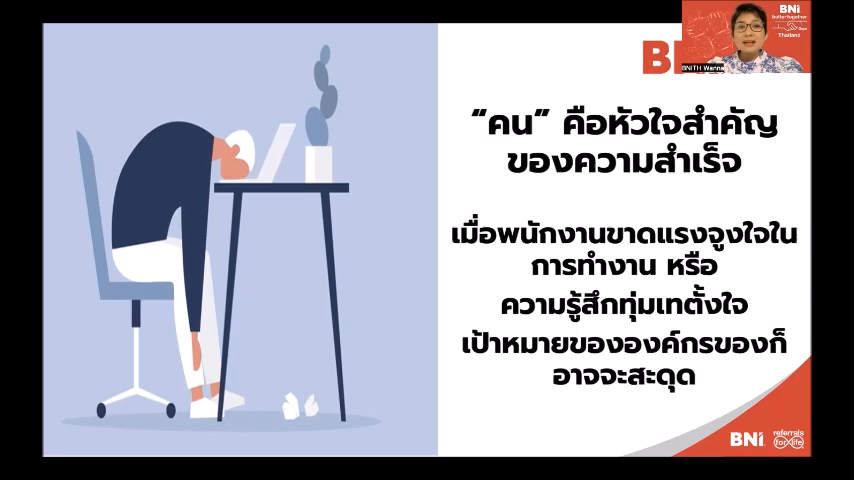 BNI
butter together
Thailand
BNITH Wanna
“คน” คือหัวใจสำคัญ
ของความสำเร็จ
เมื่อพนักงานขาดแรงจูงใจใน
การทำงาน หรือ
ความรู้สึกทุ่มเทตั้งใจ
เป้าหมายขององค์กรของก็
อาจจะสะดุด
BNI
referrals
for life